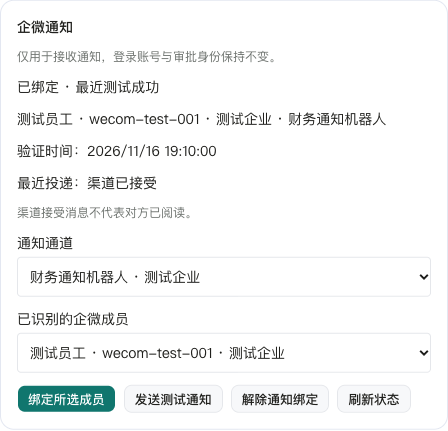 企微通知
仅用于接收通知，登录账号与审批身份保持不变。
已绑定 · 最近测试成功
测试员工 · wecom-test-001 · 测试企业 · 财务通知机器人
验证时间：2026/11/16 19:10:00
最近投递：渠道已接受
渠道接受消息不代表对方已阅读。
通知通道
财务通知机器人 · 测试企业
已识别的企微成员
测试员工 · wecom-test-001 · 测试企业
绑定所选成员 发送测试通知 解除通知绑定 刷新状态